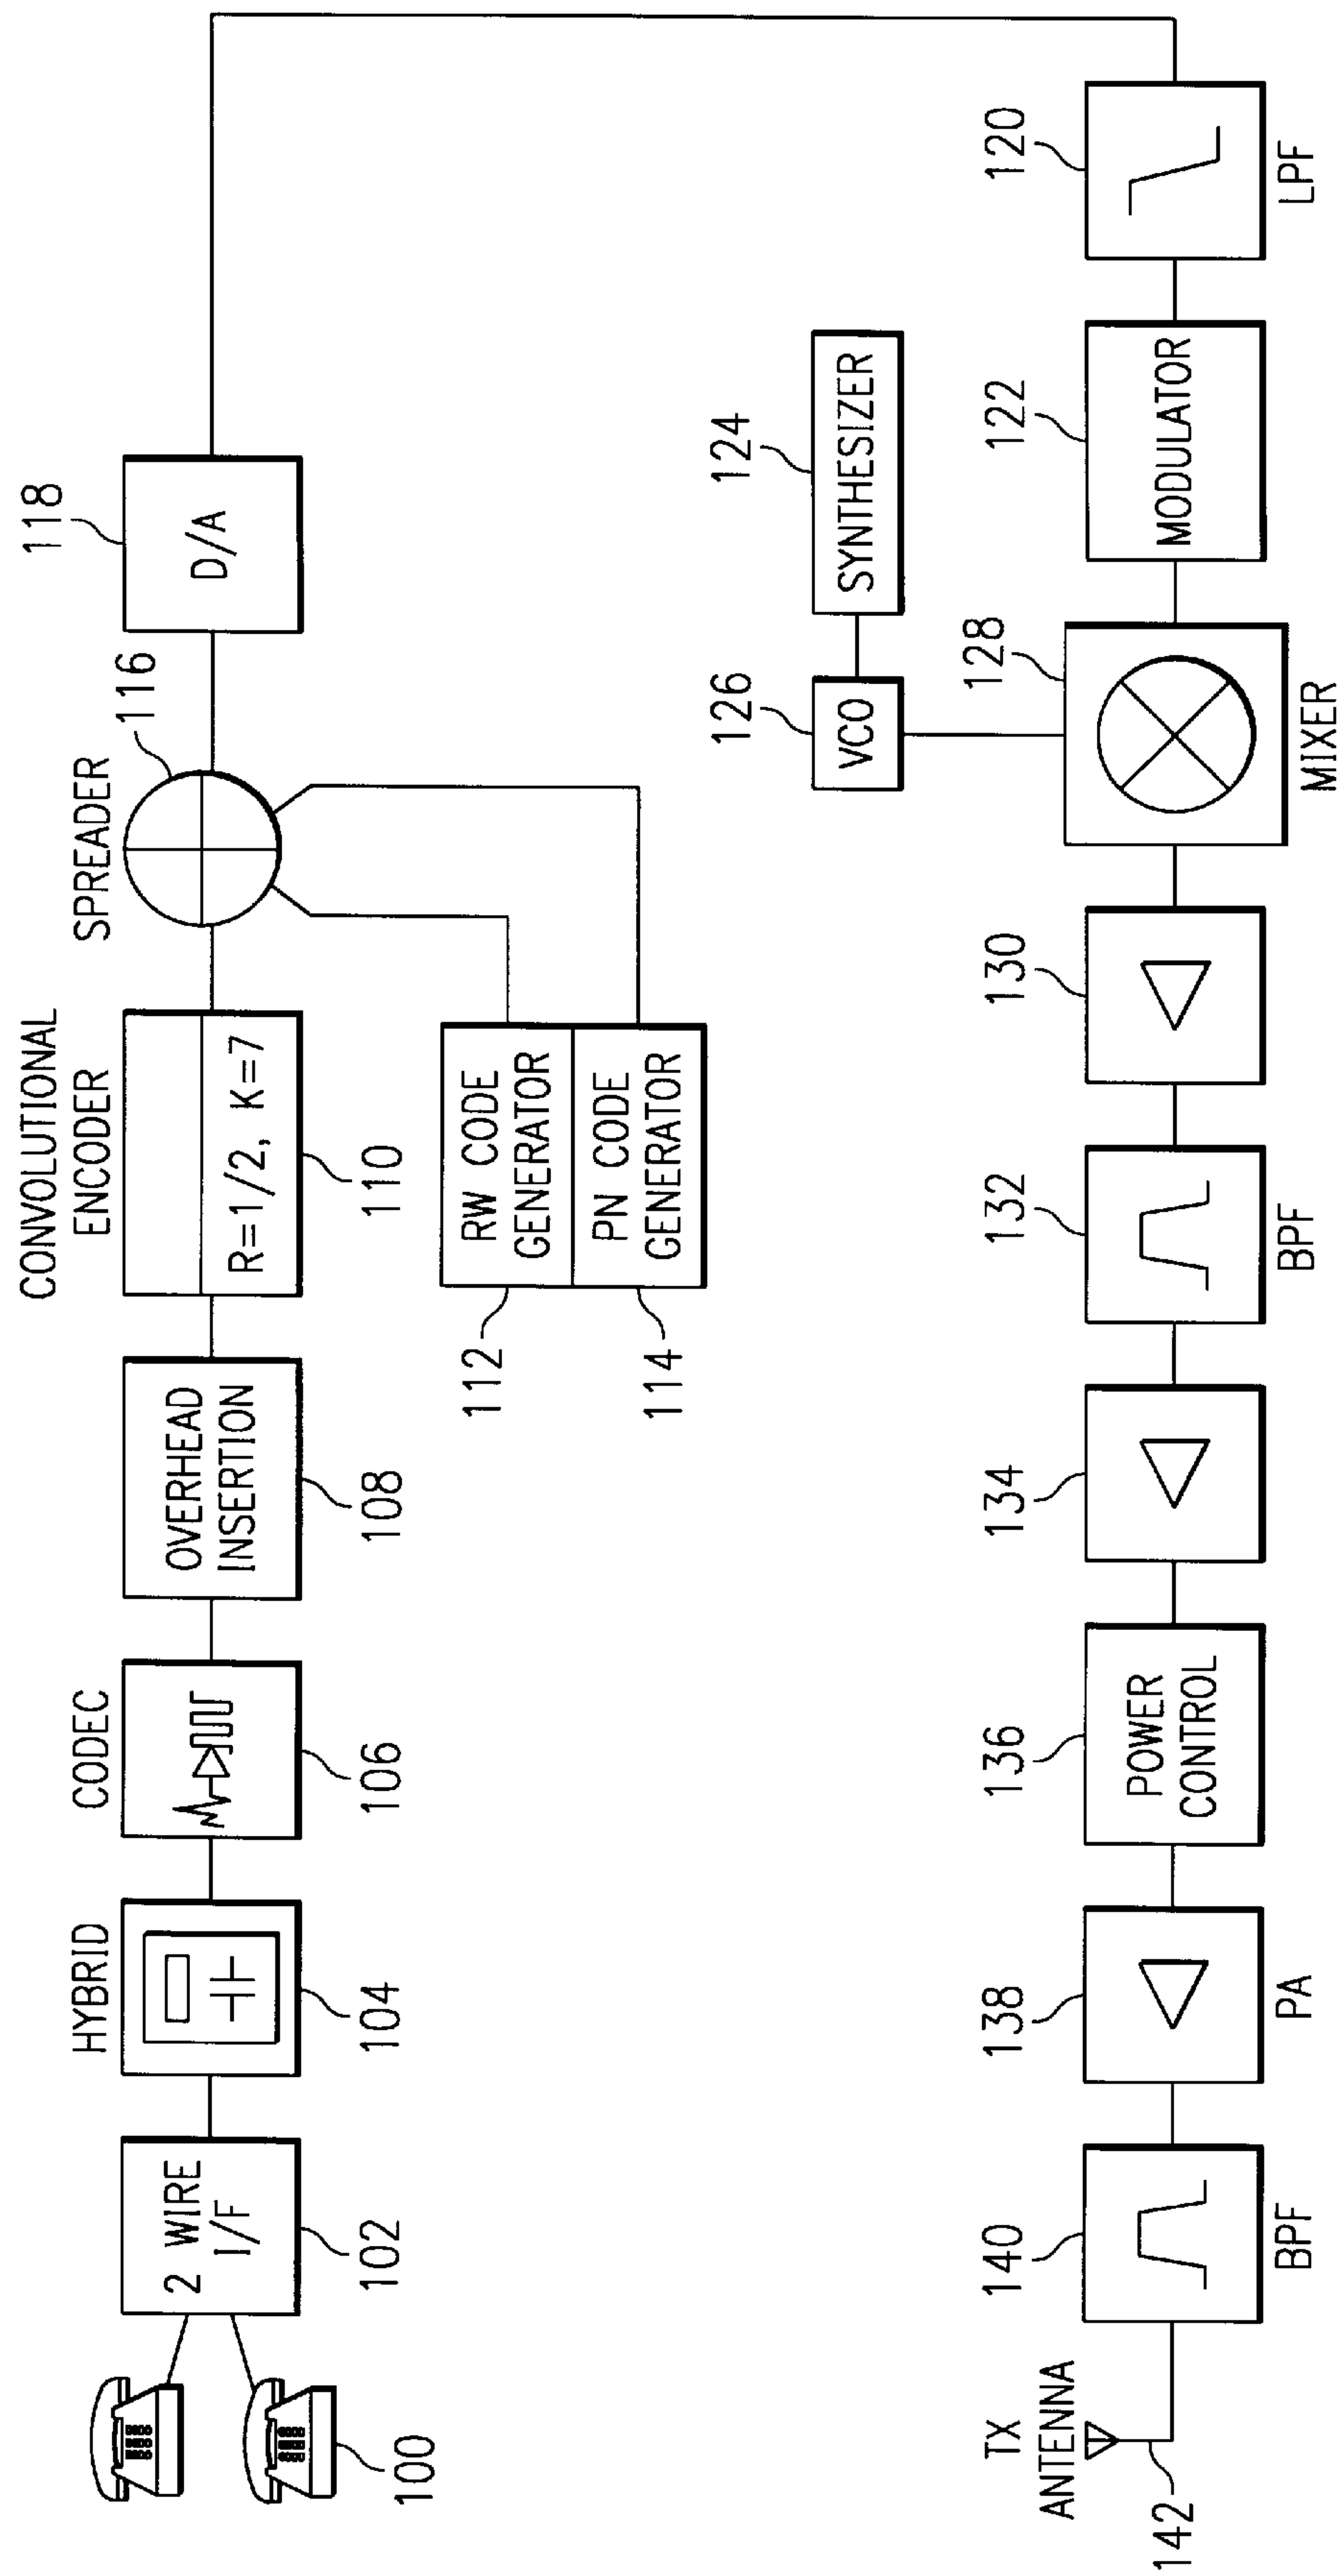 CONVOLUTIONAL
ENCODER
SPREADER
116
118
HYBRID
CODEC
2 WIRE
I/F
OVERHEAD
INSERTION
R=1/2, K=7
D/A
100
102
104
106
108
110
112
RW CODE
GENERATOR
114
PN CODE
GENERATOR
126
124
VCO
SYNTHESIZER
TX
ANTENNA
142
140
138
136
134
132
130
128
122
120
POWER
CONTROL
MODULATOR
BPF
PA
BPF
MIXER
LPF